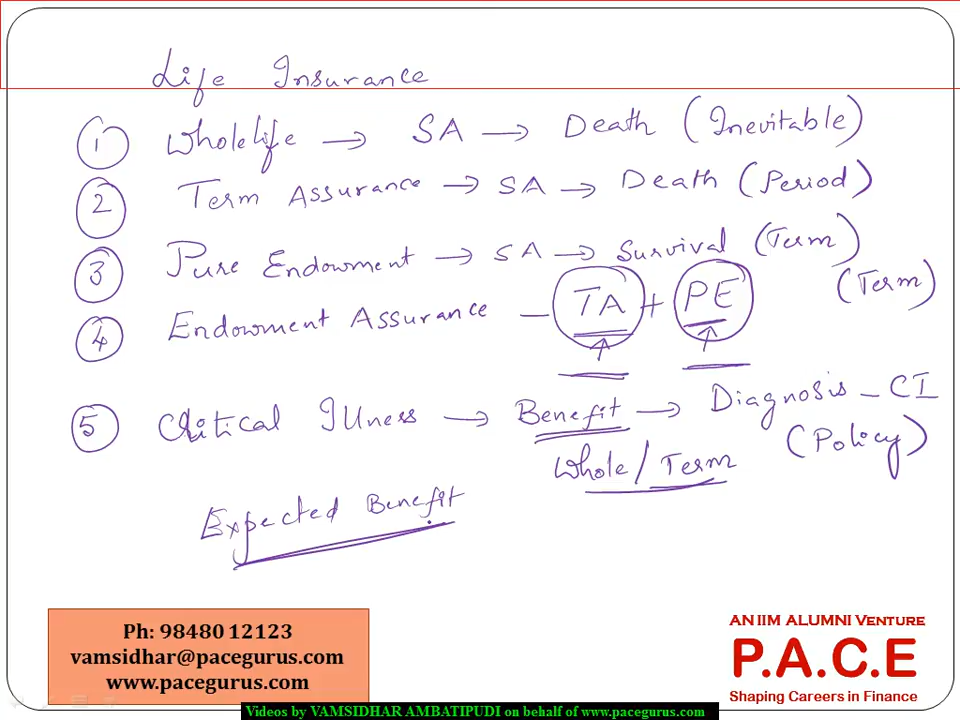 Life Insurance
1 Whole life → SA → Death (Inevitable)
2 Term Assurance → SA → Death (Period)
3 Pure Endowment → SA → Survival (Term)
4 Endowment Assurance – TA + PE (Term)
5 Critical Illness → Benefit → Diagnosis – CI
Whole/Term (Policy)
Expected Benefit
Ph: 98480 12123
vamsidhar@pacegurus.com
www.pacegurus.com
AN IIM ALUMNI VENTURE
P.A.C.E
Shaping Careers in Finance
Videos by VAMSIDHAR AMBATIPUDI on behalf of www.pacegurus.com